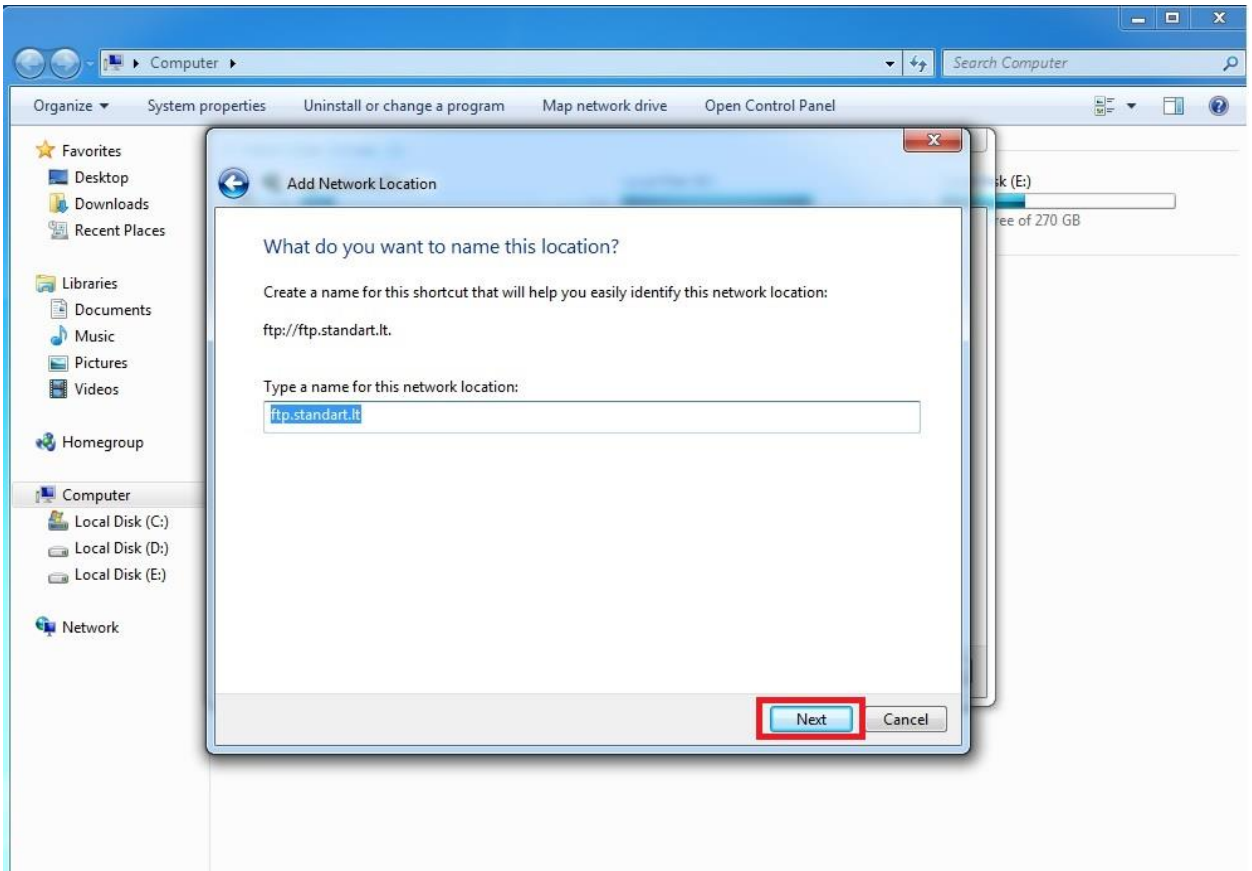 Computer
Search Computer
Organize
System properties
Uninstall or change a program
Map network drive
Open Control Panel
Favorites
Desktop
Downloads
Recent Places
Libraries
Documents
Music
Pictures
Videos
Homegroup
Computer
Local Disk (C:)
Local Disk (D:)
Local Disk (E:)
Network
Add Network Location
What do you want to name this location?
Create a name for this shortcut that will help you easily identify this network location:
ftp://ftp.standart.lt.
Type a name for this network location:
ftp.standart.lt
Next
Cancel
(E:)
of 270 GB